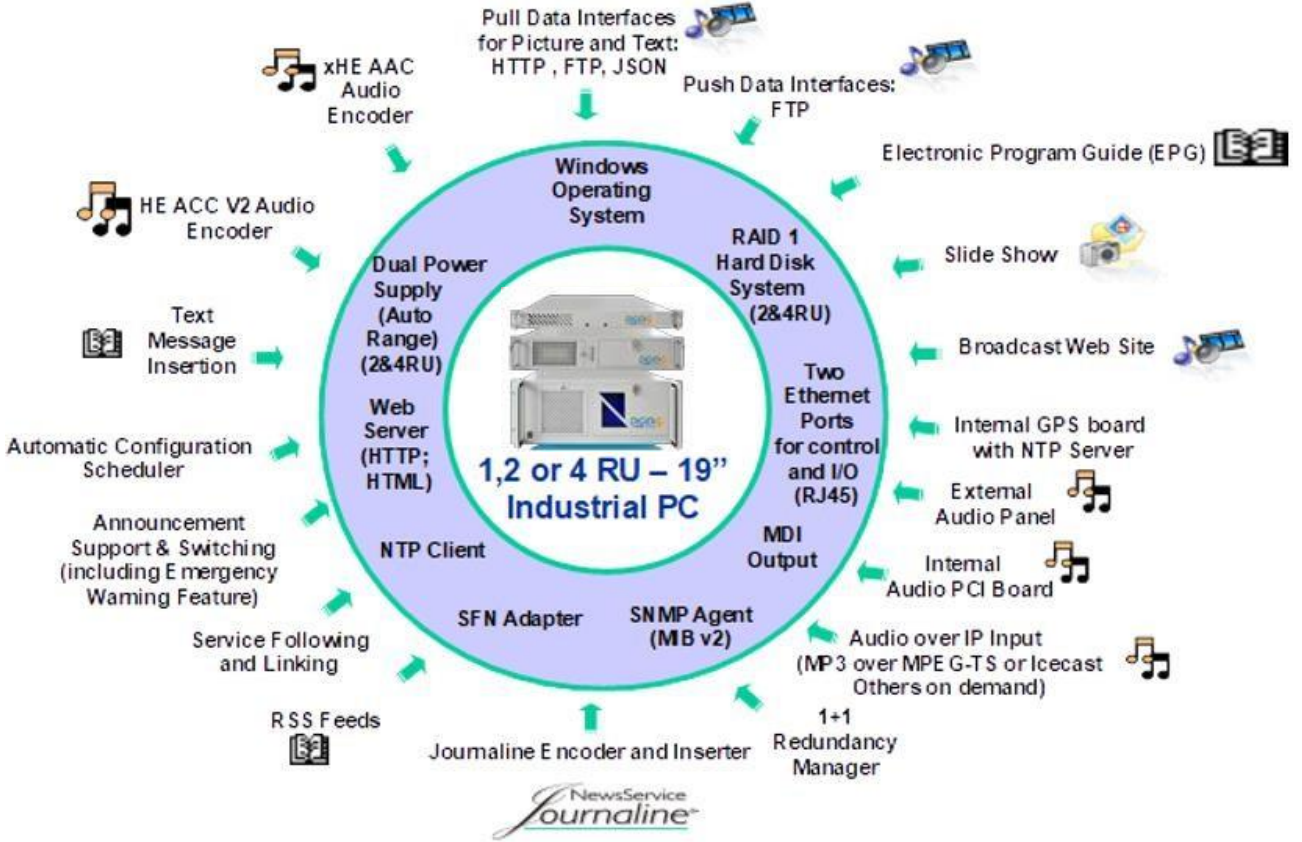 Pull Data Interfaces
for Picture and Text:
HTTP , FTP, JSON
Push Data Interfaces:
FTP
Electronic Program Guide (EPG)
Slide Show
Broadcast Web Site
Internal GPS board
with NTP Server
External
Audio Panel
Internal
Audio PCI Board
Audio over IP Input
(MP3 over MPEG-TS or Icecast
Others on demand)
1+1
Redundancy
Manager
Journaline Encoder and Inserter
NewsService
Journaline
RSS Feeds
Service Following
and Linking
Announcement
Support & Switching
(including Emergency
Warning Feature)
Automatic Configuration
Scheduler
Text
Message
Insertion
HE ACC V2 Audio
Encoder
xHE AAC
Audio
Encoder
Windows
Operating
System
RAID 1
Hard Disk
System
(2&4RU)
Two
Ethernet
Ports
for control
and I/O
(RJ45)
MDI
Output
SNMP Agent
(MIB v2)
SFN Adapter
NTP Client
Web
Server
(HTTP;
HTML)
Dual Power
Supply
(Auto
Range)
(2&4RU)
1,2 or 4 RU – 19”
Industrial PC